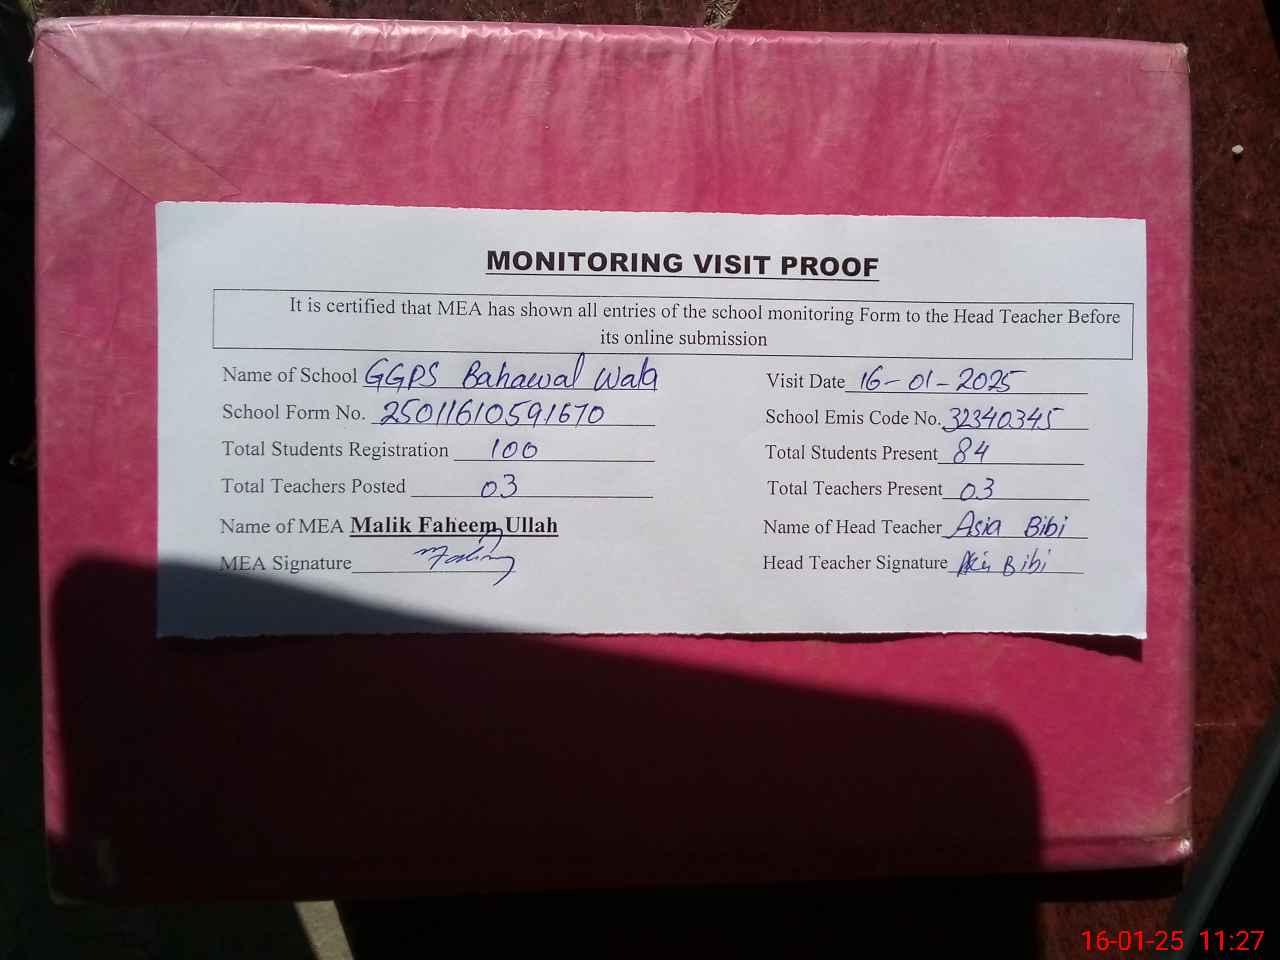 MONITORING VISIT PROOF
It is certified that MEA has shown all entries of the school monitoring Form to the Head Teacher Before
its online submission
Name of School GGPS Bahawal Wala Visit Date 16-01-2025
School Form No. 25011610591670 School Emis Code No. 32340345
Total Students Registration 100 Total Students Present 84
Total Teachers Posted 03 Total Teachers Present 03
Name of MEA Malik Faheem Ullah Name of Head Teacher Asia Bibi
MEA Signature Head Teacher Signature Bibi
16-01-25 11:27